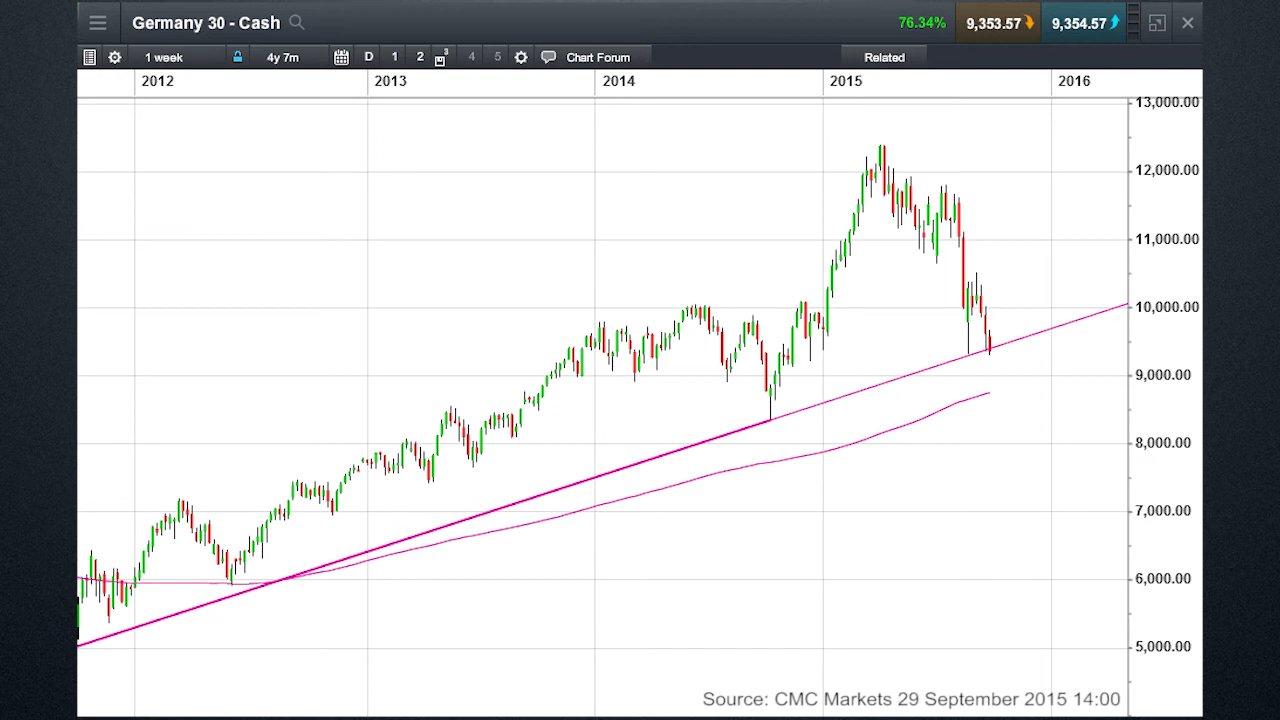 Germany 30 - Cash
76.34% 9,353.57 9,354.57
1 week 4y 7m D 1 2 3 4 5 Chart Forum Related
2012 2013 2014 2015 2016
13,000.00
12,000.00
11,000.00
10,000.00
9,000.00
8,000.00
7,000.00
6,000.00
5,000.00
Source: CMC Markets 29 September 2015 14:00